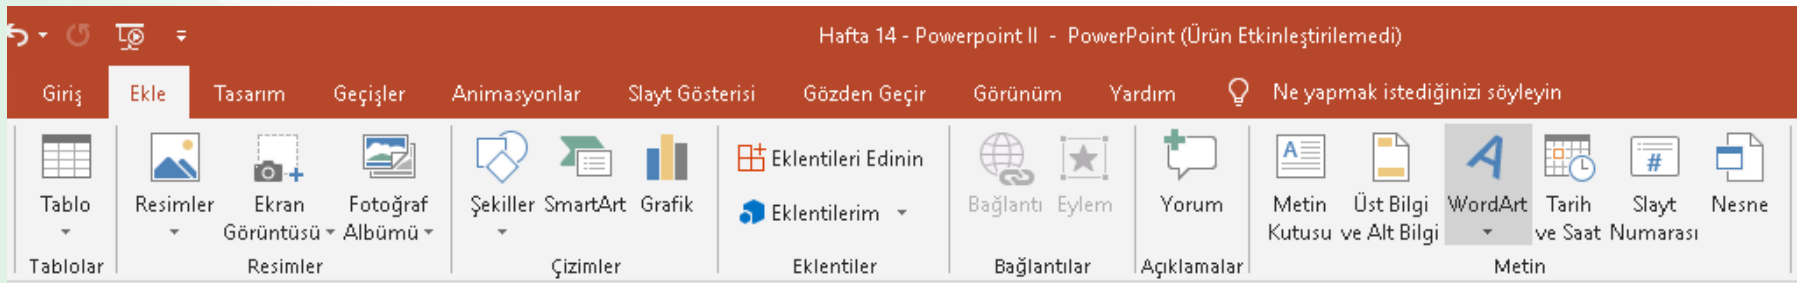 Hafta 14 - Powerpoint II - PowerPoint (Ürün Etkinleştirilemedi)
Giriş Ekle Tasarım Geçişler Animasyonlar Slayt Gösterisi Gözden Geçir Görünüm Yardım Ne yapmak istediğinizi söyleyin
Tablo
Tablolar
Resimler
Ekran
Görüntüsü
Fotoğraf
Albümü
Resimler
Şekiller
SmartArt
Grafik
Çizimler
Eklentileri Edinin
Eklentilerim
Eklentiler
Bağlantı
Eylem
Bağlantılar
Yorum
Açıklamalar
Metin
Kutusu
Üst Bilgi
ve Alt Bilgi
WordArt
Tarih
ve Saat
Slayt
Numarası
Nesne
Metin